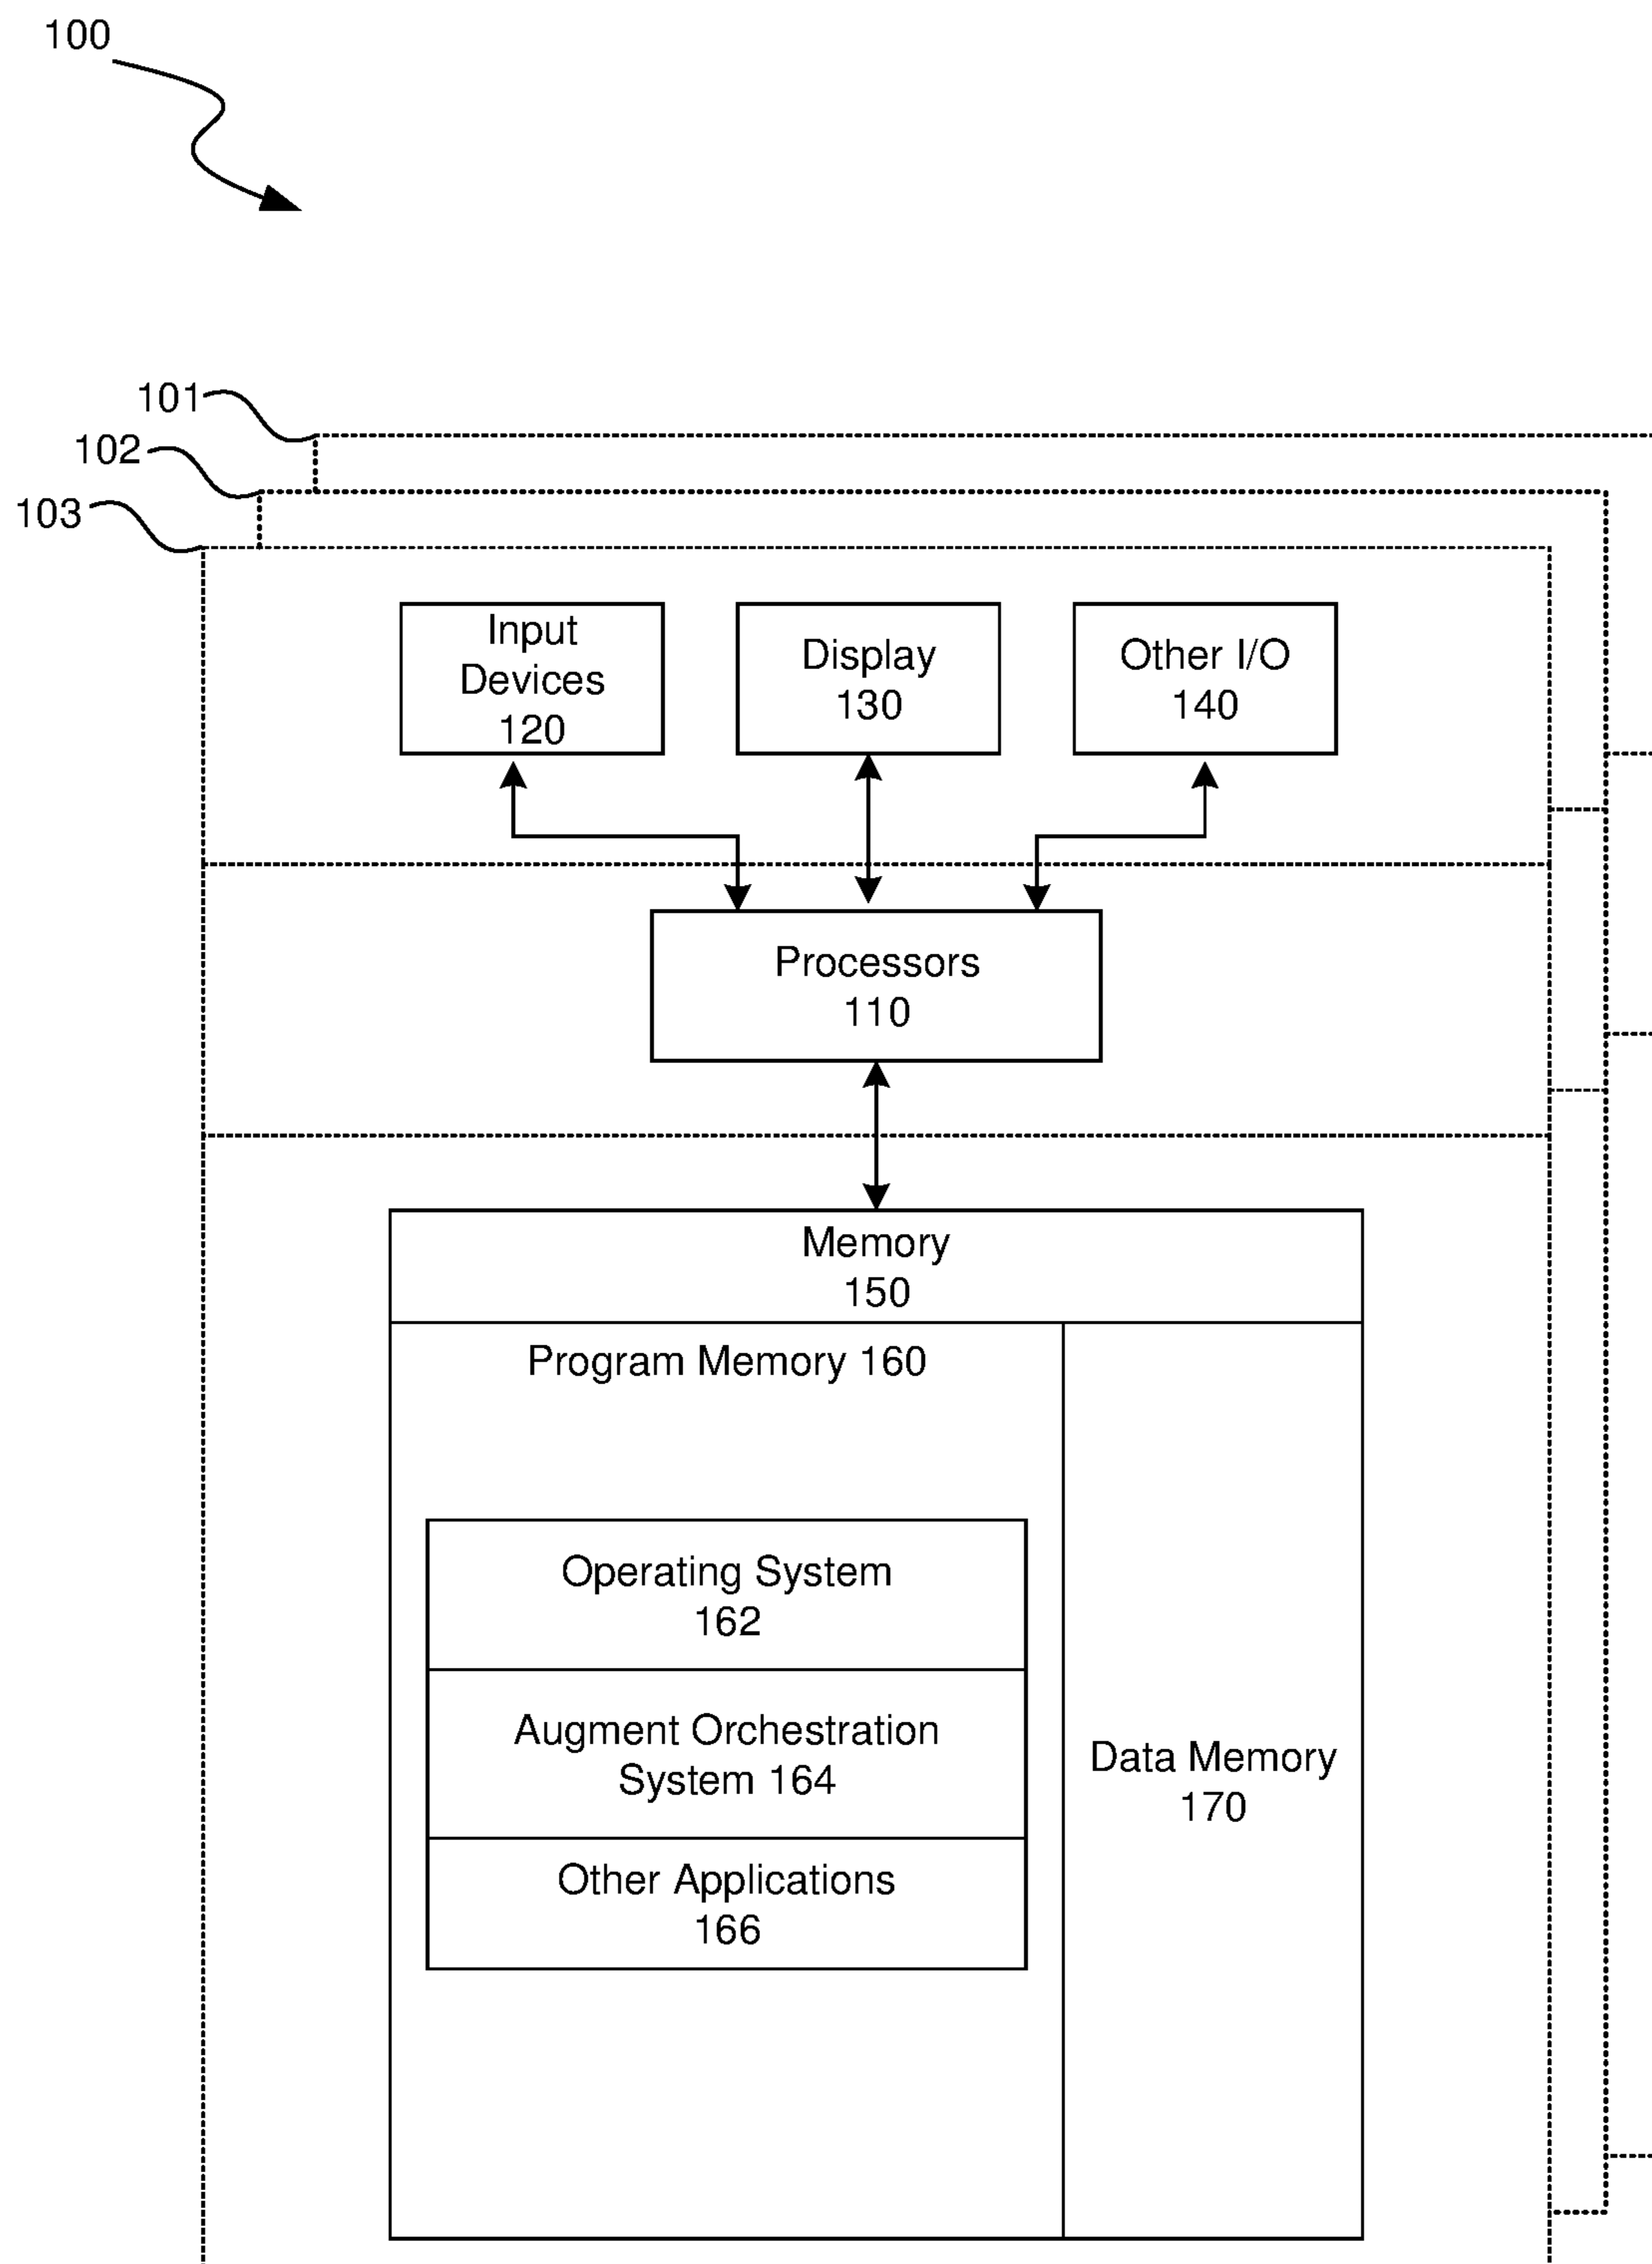 100
101
102
103
Input
Devices
120
Display
130
Other I/O
140
Processors
110
Memory
150
Program Memory 160
Operating System
162
Augment Orchestration
System 164
Other Applications
166
Data Memory
170